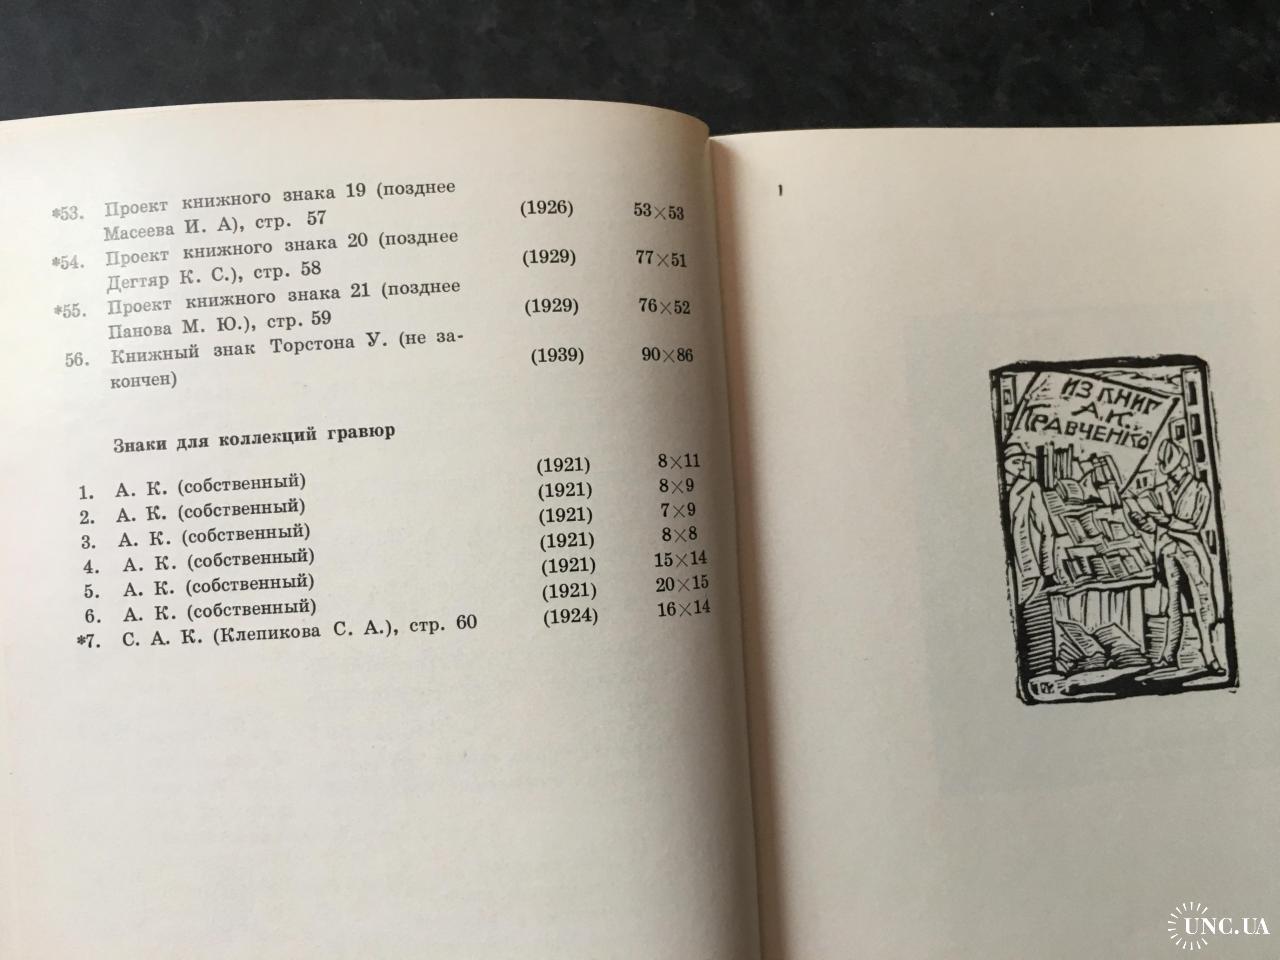 *53. Проект книжного знака 19 (позднее
Масеева И. А), стр. 57 (1926) 53×53
*54. Проект книжного знака 20 (позднее
Дегтяр К. С.), стр. 58 (1929) 77×51
*55. Проект книжного знака 21 (позднее
Панова М. Ю.), стр. 59 (1929) 76×52
56. Книжный знак Торстона У. (не за-
кончен) (1939) 90×86
Знаки для коллекций гравюр
1. А. К. (собственный) (1921) 8×11
2. А. К. (собственный) (1921) 8×9
3. А. К. (собственный) (1921) 7×9
4. А. К. (собственный) (1921) 8×8
5. А. К. (собственный) (1921) 15×14
6. А. К. (собственный) (1921) 20×15
*7. С. А. К. (Клепикова С. А.), стр. 60 (1924) 16×14
1
ИЗ КНИГ
А.К.
КРАВЧЕНКО
UNC.UA